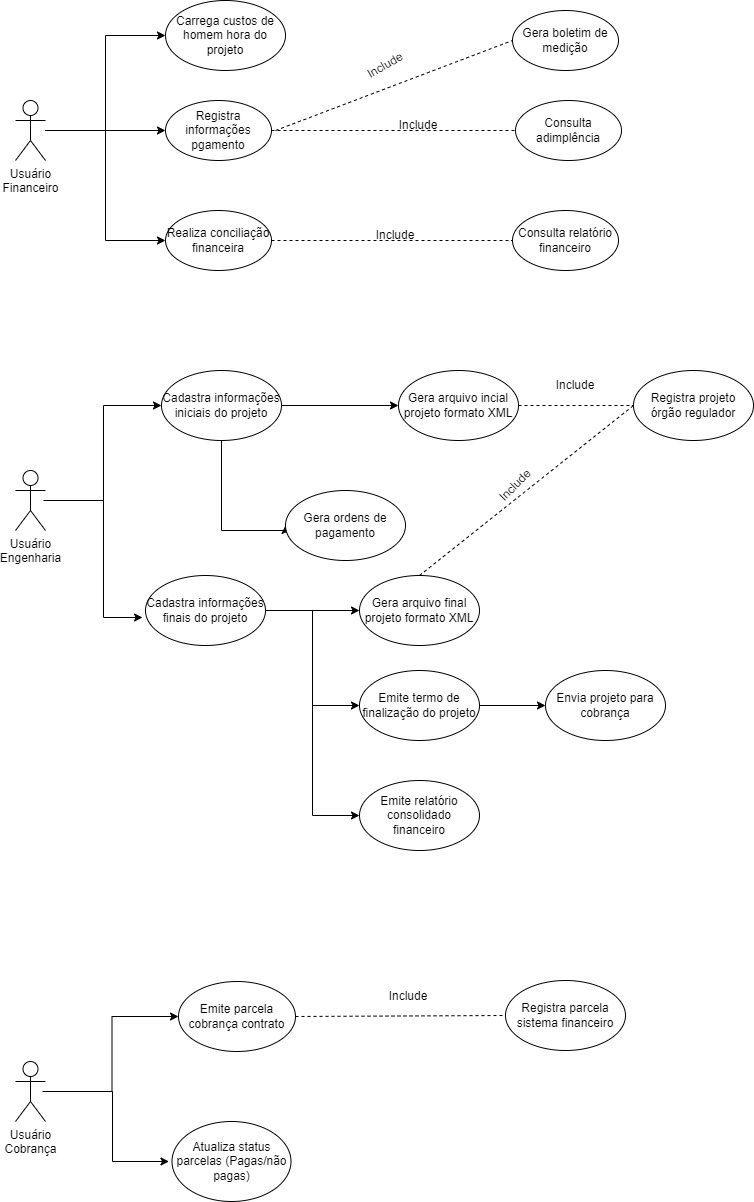 Carrega custos de
homem hora do
projeto
Gera boletim de
medição
Include
Registra
informações
pgamento
Include
Consulta
adimplência
Usuário
Financeiro
Realiza conciliação
financeira
Include
Consulta relatório
financeiro
Cadastra informações
iniciais do projeto
Gera arquivo incial
projeto formato XML
Include
Registra projeto
órgão regulador
Include
Gera ordens de
pagamento
Usuário
Engenharia
Cadastra informações
finais do projeto
Gera arquivo final
projeto formato XML
Emite termo de
finalização do projeto
Envia projeto para
cobrança
Emite relatório
consolidado
financeiro
Emite parcela
cobrança contrato
Include
Registra parcela
sistema financeiro
Usuário
Cobrança
Atualiza status
parcelas (Pagas/não
pagas)